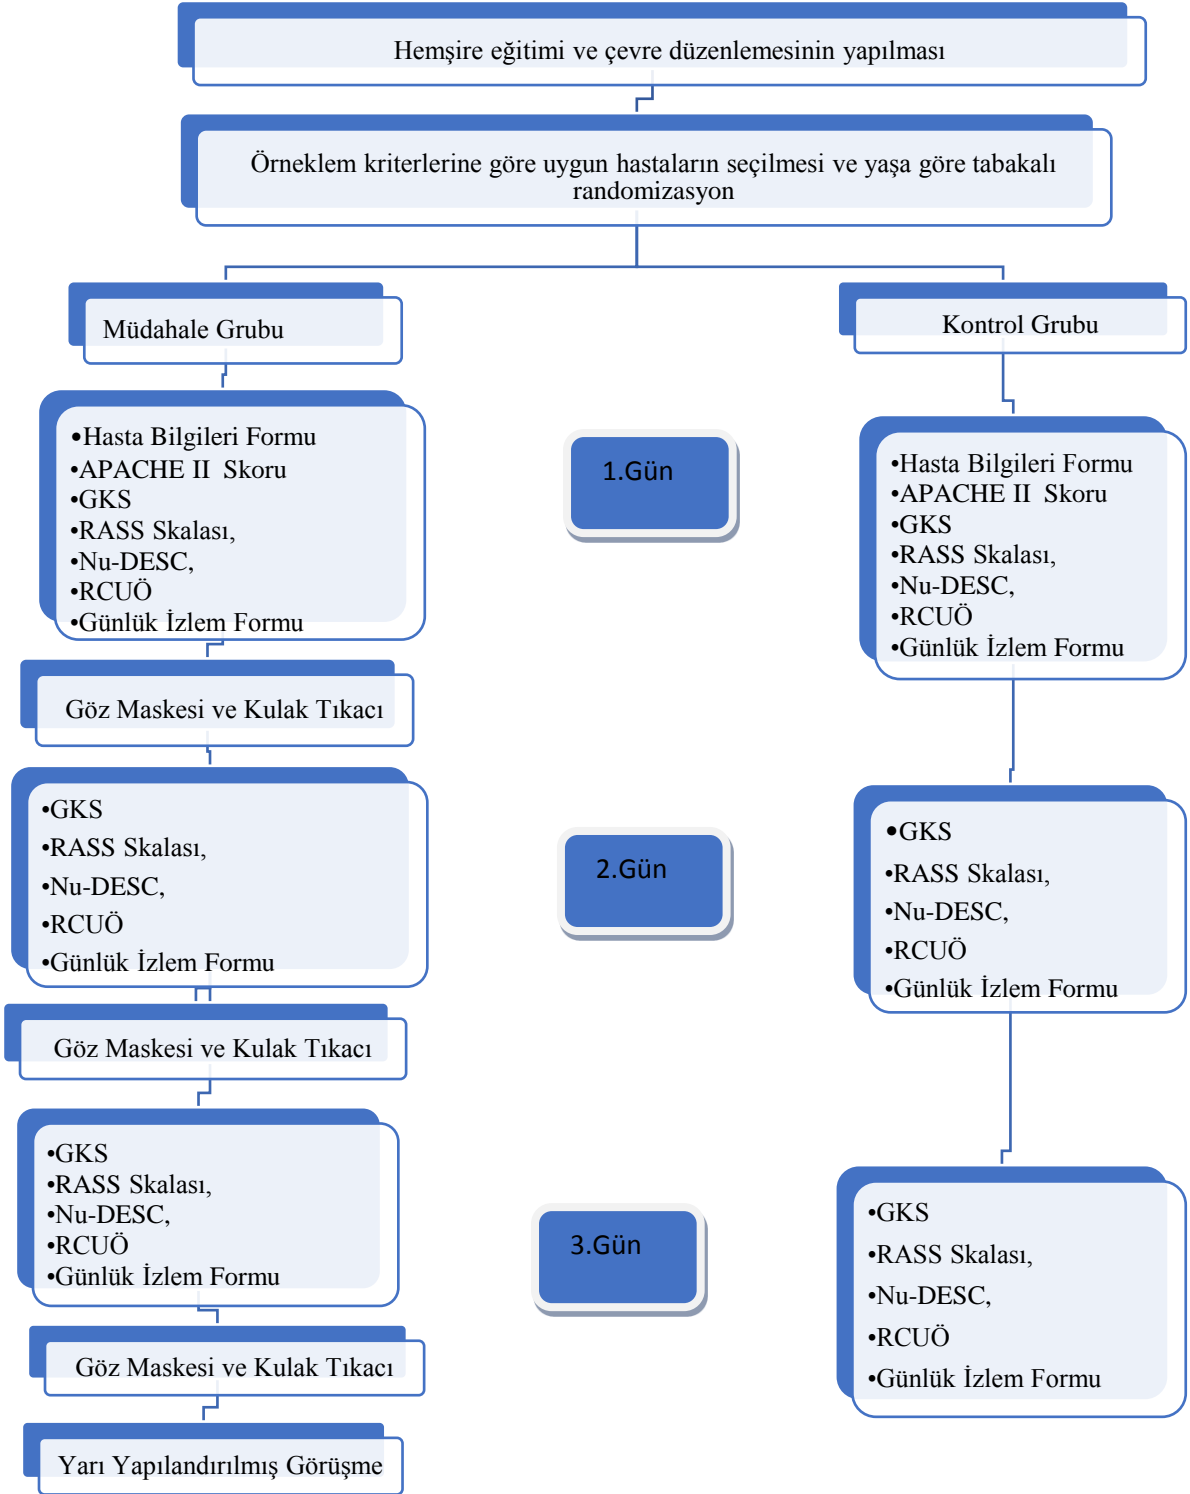 Hemşire eğitimi ve çevre düzenlemesinin yapılması
Örneklem kriterlerine göre uygun hastaların seçilmesi ve yaşa göre tabakalı
randomizasyon
Müdahale Grubu
Kontrol Grubu
•Hasta Bilgileri Formu
•APACHE II Skoru
•GKS
•RASS Skalası,
•Nu-DESC,
•RCUÖ
•Günlük İzlem Formu
1.Gün
•Hasta Bilgileri Formu
•APACHE II Skoru
•GKS
•RASS Skalası,
•Nu-DESC,
•RCUÖ
•Günlük İzlem Formu
Göz Maskesi ve Kulak Tıkacı
•GKS
•RASS Skalası,
•Nu-DESC,
•RCUÖ
•Günlük İzlem Formu
2.Gün
•GKS
•RASS Skalası,
•Nu-DESC,
•RCUÖ
•Günlük İzlem Formu
Göz Maskesi ve Kulak Tıkacı
•GKS
•RASS Skalası,
•Nu-DESC,
•RCUÖ
•Günlük İzlem Formu
3.Gün
•GKS
•RASS Skalası,
•Nu-DESC,
•RCUÖ
•Günlük İzlem Formu
Göz Maskesi ve Kulak Tıkacı
Yarı Yapılandırılmış Görüşme